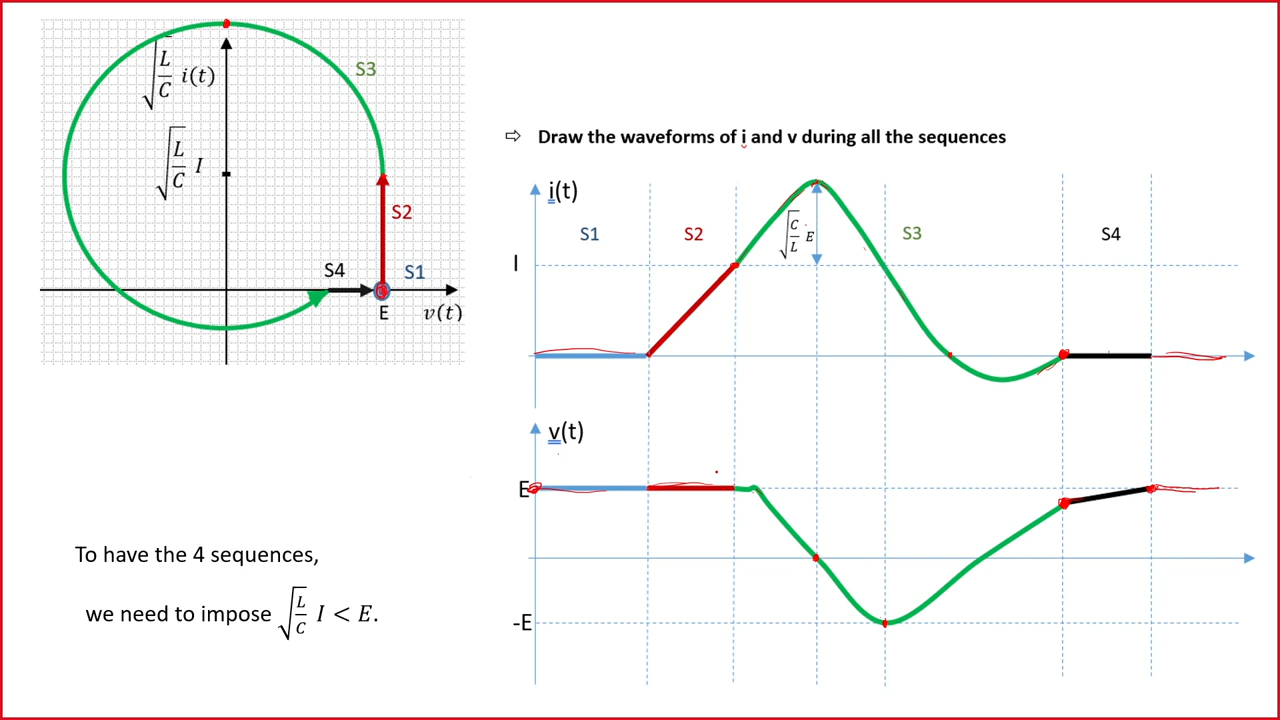 √(L/C) i(t)
S3
√(L/C) I
S2
S4
S1
E
v(t)
⇨ Draw the waveforms of i and v during all the sequences
i(t)
S1
S2
√(C/L) E
S3
S4
I
v(t)
E
-E
To have the 4 sequences,
we need to impose √(L/C) I < E.